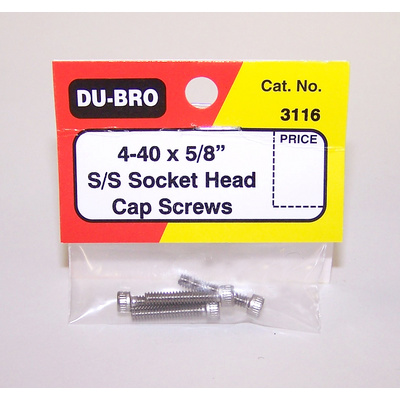 DU-BRO
Cat. No.
3116
PRICE
4-40 x 5/8”
S/S Socket Head
Cap Screws